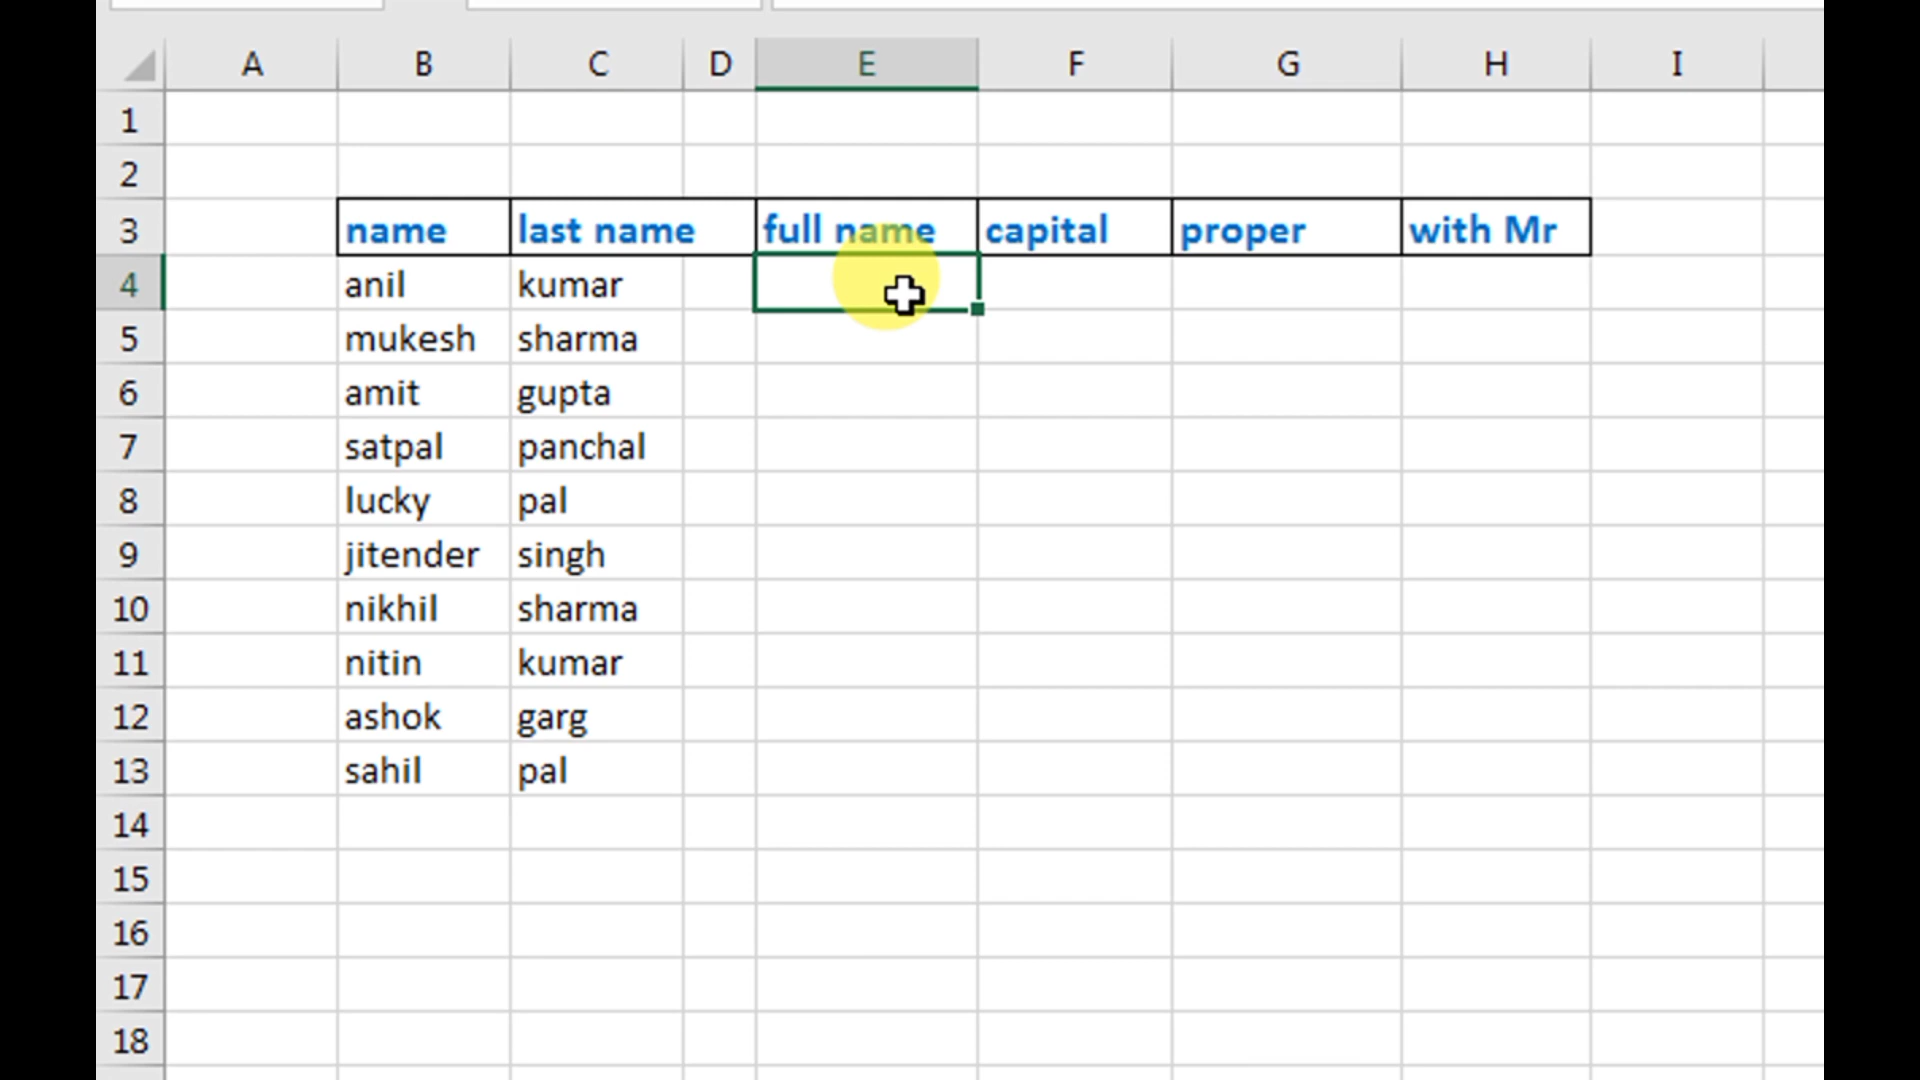 A B C D E F G H I
1
2
3 name last name full name capital proper with Mr
4 anil kumar
5 mukesh sharma
6 amit gupta
7 satpal panchal
8 lucky pal
9 jitender singh
10 nikhil sharma
11 nitin kumar
12 ashok garg
13 sahil pal
14
15
16
17
18